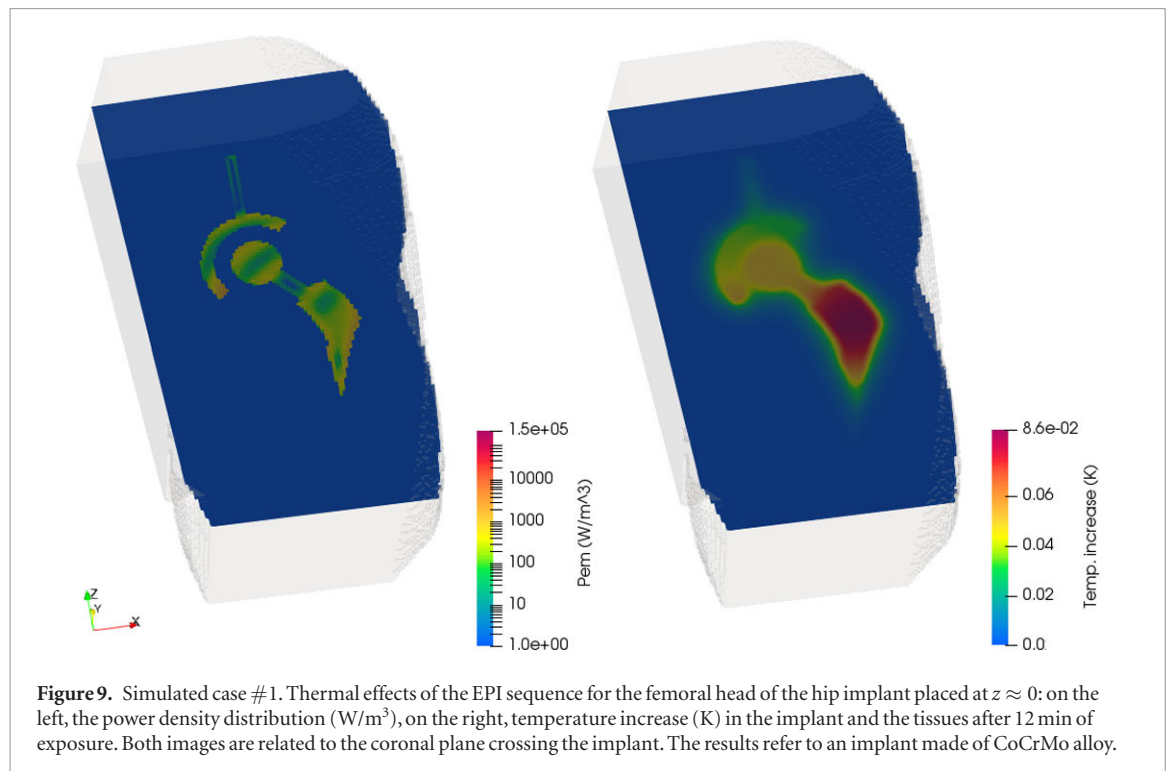 1.5e+05
10000
1000
100
10
1.0e+00
Pem (W/m^3)
8.6e-02
0.06
0.04
0.02
0.0
Temp. increase (K)
Z
Y
X
Figure 9. Simulated case #1. Thermal effects of the EPI sequence for the femoral head of the hip implant placed at z ≈ 0: on the
left, the power density distribution (W/m³), on the right, temperature increase (K) in the implant and the tissues after 12 min of
exposure. Both images are related to the coronal plane crossing the implant. The results refer to an implant made of CoCrMo alloy.